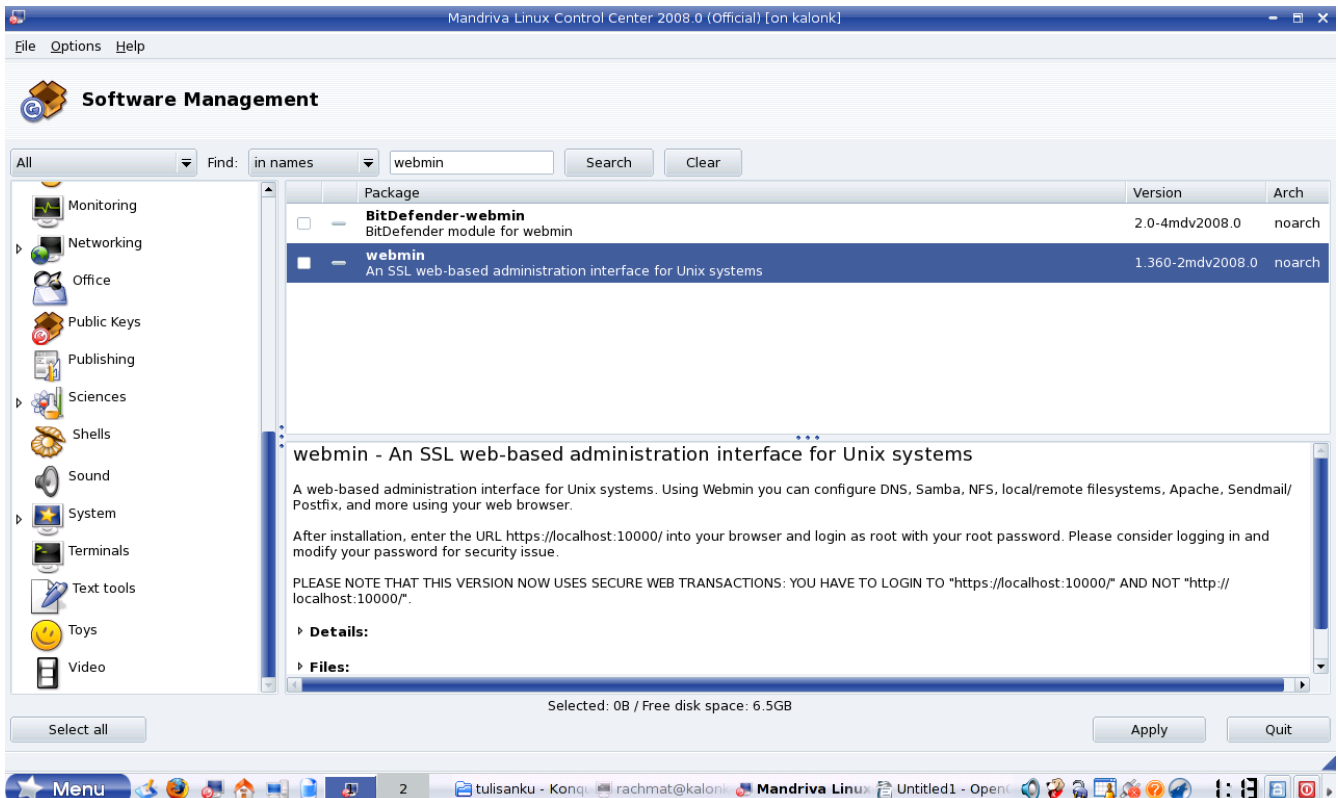 Mandriva Linux Control Center 2008.0 (Official) [on kalonk]
File Options Help
Software Management
All Find: in names webmin Search Clear
Package Version Arch
Monitoring
Networking
Office
Public Keys
Publishing
Sciences
Shells
Sound
System
Terminals
Text tools
Toys
Video
BitDefender-webmin
BitDefender module for webmin
2.0-4mdv2008.0 noarch
webmin
An SSL web-based administration interface for Unix systems
1.360-2mdv2008.0 noarch
webmin - An SSL web-based administration interface for Unix systems
A web-based administration interface for Unix systems. Using Webmin you can configure DNS, Samba, NFS, local/remote filesystems, Apache, Sendmail/
Postfix, and more using your web browser.
After installation, enter the URL https://localhost:10000/ into your browser and login as root with your root password. Please consider logging in and
modify your password for security issue.
PLEASE NOTE THAT THIS VERSION NOW USES SECURE WEB TRANSACTIONS: YOU HAVE TO LOGIN TO "https://localhost:10000/" AND NOT "http://
localhost:10000/".
Details:
Files:
Selected: 0B / Free disk space: 6.5GB
Select all Apply Quit
Menu 2 tulisanku - Konqu rachmat@kalonk Mandriva Linux Untitled1 - OpenO 1:13